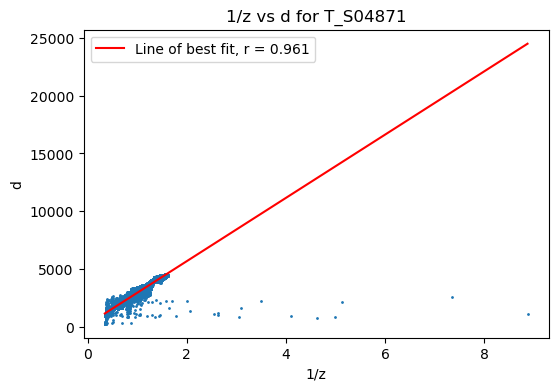 1/z vs d for T_S04871
Line of best fit, r = 0.961
25000
20000
15000
10000
5000
0
d
0 2 4 6 8
1/z